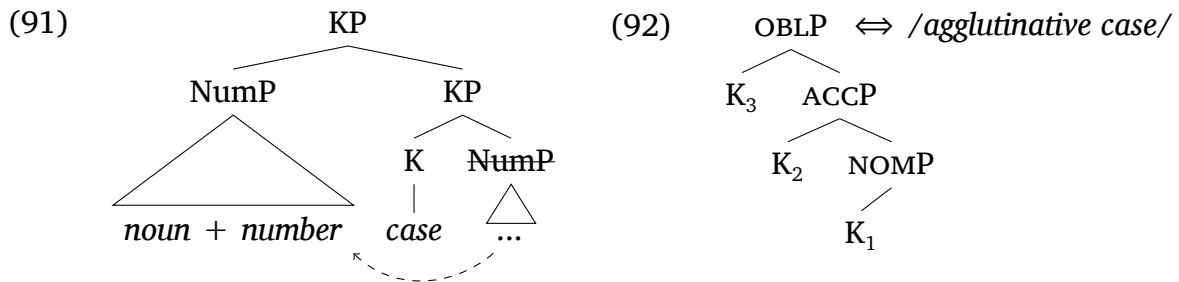 (91) KP (92) OBLP ⇔ /agglutinative case/
NumP KP K₃ ACCP
K NumP K₂ NOMP
noun + number case ... K₁